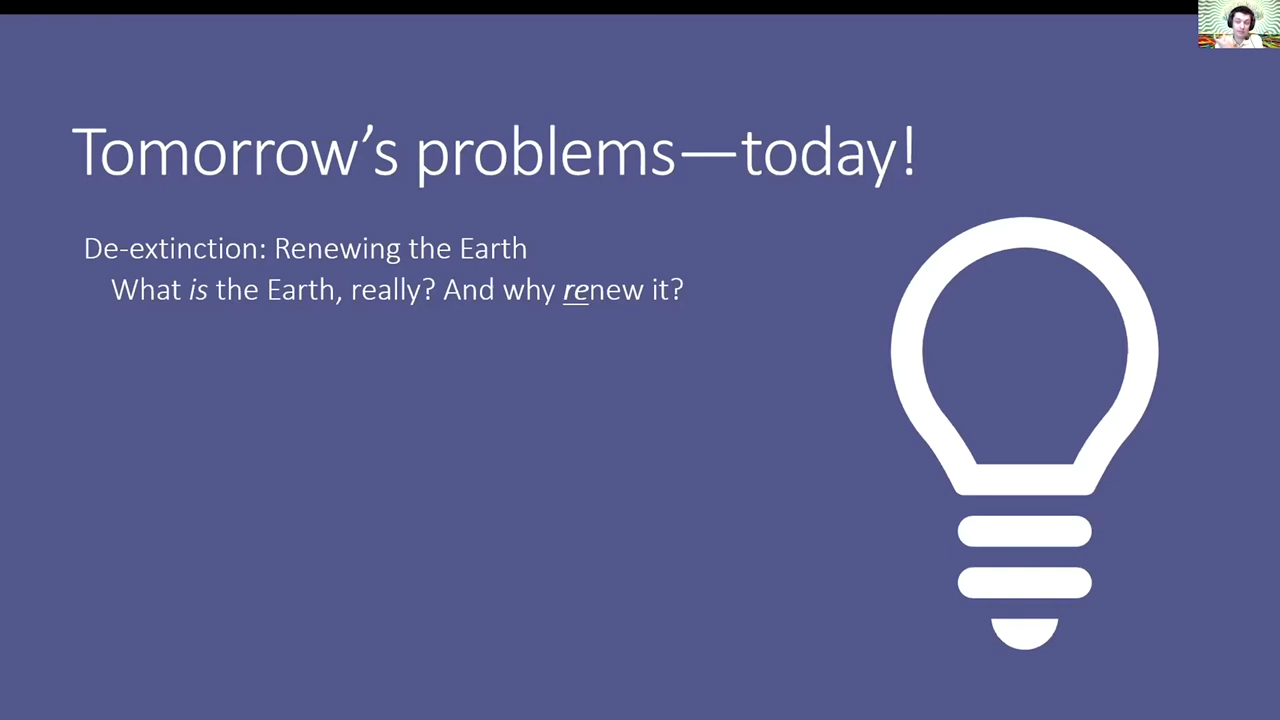 Tomorrow’s problems—today!
De-extinction: Renewing the Earth
What is the Earth, really? And why renew it?